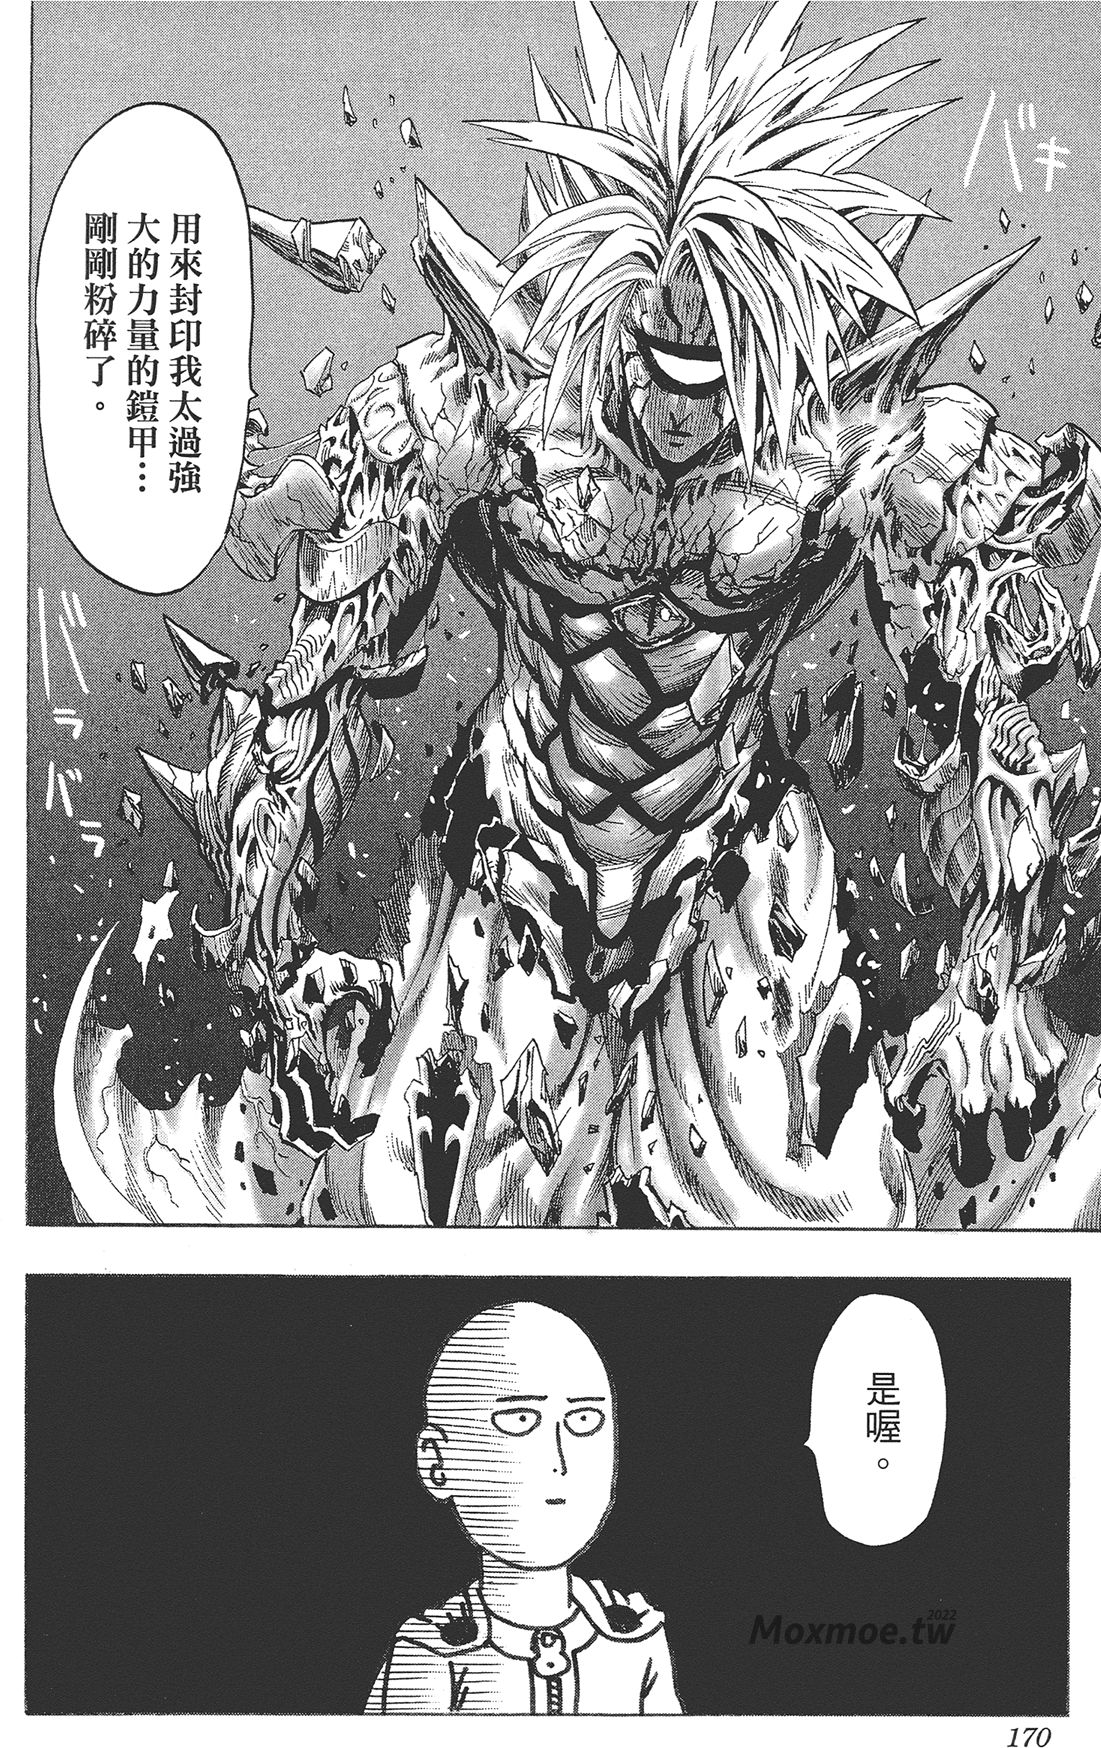 バキ
用來封印我太過強
大的力量的鎧甲…
剛剛粉碎了。
バ
ラ
バ
ラ
是喔。
2022
Moxmoe.tw
170